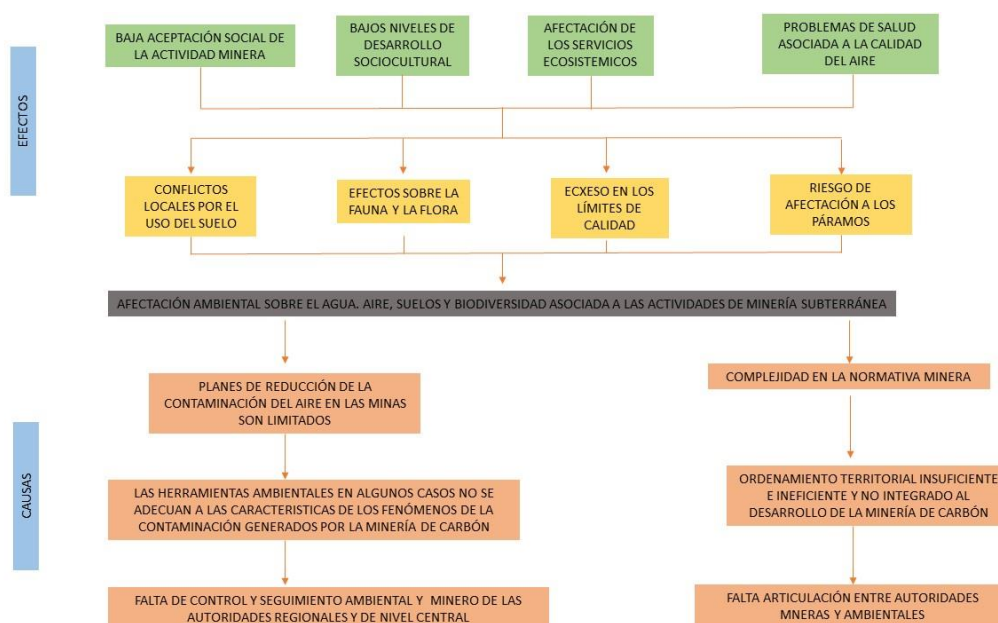 EFECTOS
BAJA ACEPTACIÓN SOCIAL DE
LA ACTIVIDAD MINERA
BAJOS NIVELES DE
DESARROLLO
SOCIOCULTURAL
AFECTACIÓN DE
LOS SERVICIOS
ECOSISTEMICOS
PROBLEMAS DE SALUD
ASOCIADA A LA CALIDAD
DEL AIRE
CONFLICTOS
LOCALES POR EL
USO DEL SUELO
EFECTOS SOBRE LA
FAUNA Y LA FLORA
ECXESO EN LOS
LÍMITES DE
CALIDAD
RIESGO DE
AFECTACIÓN A LOS
PÁRAMOS
AFECTACIÓN AMBIENTAL SOBRE EL AGUA. AIRE, SUELOS Y BIODIVERSIDAD ASOCIADA A LAS ACTIVIDADES DE MINERÍA SUBTERRÁNEA
CAUSAS
PLANES DE REDUCCIÓN DE LA
CONTAMINACIÓN DEL AIRE EN LAS MINAS
SON LIMITADOS
COMPLEJIDAD EN LA NORMATIVA MINERA
LAS HERRAMIENTAS AMBIENTALES EN ALGUNOS CASOS NO SE
ADECUAN A LAS CARACTERISTICAS DE LOS FENÓMENOS DE LA
CONTAMINACIÓN GENERADOS POR LA MINERÍA DE CARBÓN
ORDENAMIENTO TERRITORIAL INSUFICIENTE
E INEFICIENTE Y NO INTEGRADO AL
DESARROLLO DE LA MINERÍA DE CARBÓN
FALTA DE CONTROL Y SEGUIMIENTO AMBIENTAL Y MINERO DE LAS
AUTORIDADES REGIONALES Y DE NIVEL CENTRAL
FALTA ARTICULACIÓN ENTRE AUTORIDADES
MNERAS Y AMBIENTALES